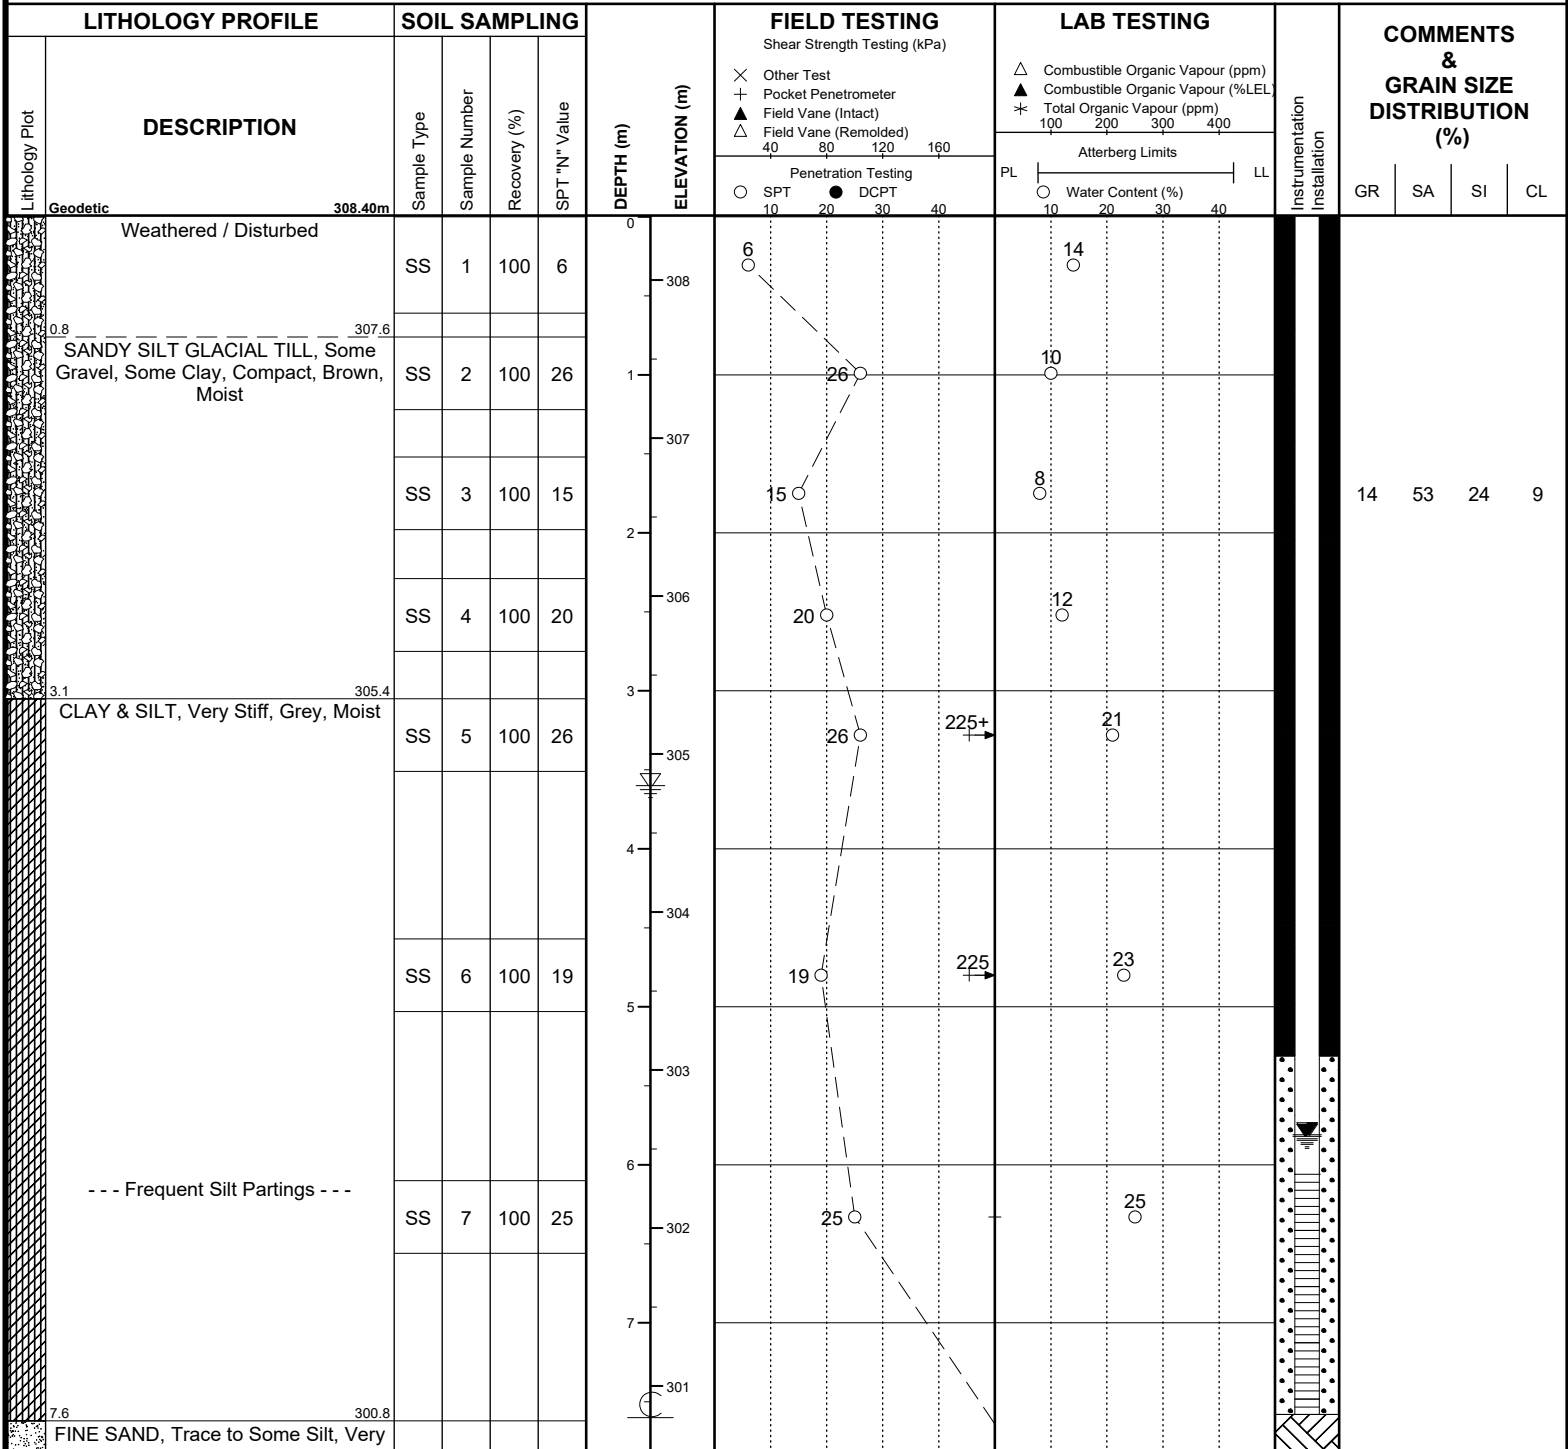 LITHOLOGY PROFILE
SOIL SAMPLING
FIELD TESTING
LAB TESTING
COMMENTS
&
GRAIN SIZE
DISTRIBUTION
(%)
Lithology Plot
DESCRIPTION
Geodetic 308.40m
Sample Type
Sample Number
Recovery (%)
SPT "N" Value
DEPTH (m)
ELEVATION (m)
Shear Strength Testing (kPa)
Other Test
Pocket Penetrometer
Field Vane (Intact)
Field Vane (Remolded)
40 80 120 160
Penetration Testing
SPT DCPT
10 20 30 40
Combustible Organic Vapour (ppm)
Combustible Organic Vapour (%LEL)
Total Organic Vapour (ppm)
100 200 300 400
Atterberg Limits
PL LL
Water Content (%)
10 20 30 40
Instrumentation
Installation
GR SA SI CL
Weathered / Disturbed
0
SS 1 100 6
6
14
308
0.8 307.6
SANDY SILT GLACIAL TILL, Some
Gravel, Some Clay, Compact, Brown,
Moist
SS 2 100 26
1
26
10
307
SS 3 100 15
15
8
14 53 24 9
2
306
SS 4 100 20
20
12
3.1 305.4
3
CLAY & SILT, Very Stiff, Grey, Moist
SS 5 100 26
26
225+
21
305
4
304
SS 6 100 19
19
225
23
5
303
6
- - - Frequent Silt Partings - - -
SS 7 100 25
25
25
302
7
301
7.6 300.8
FINE SAND, Trace to Some Silt, Very